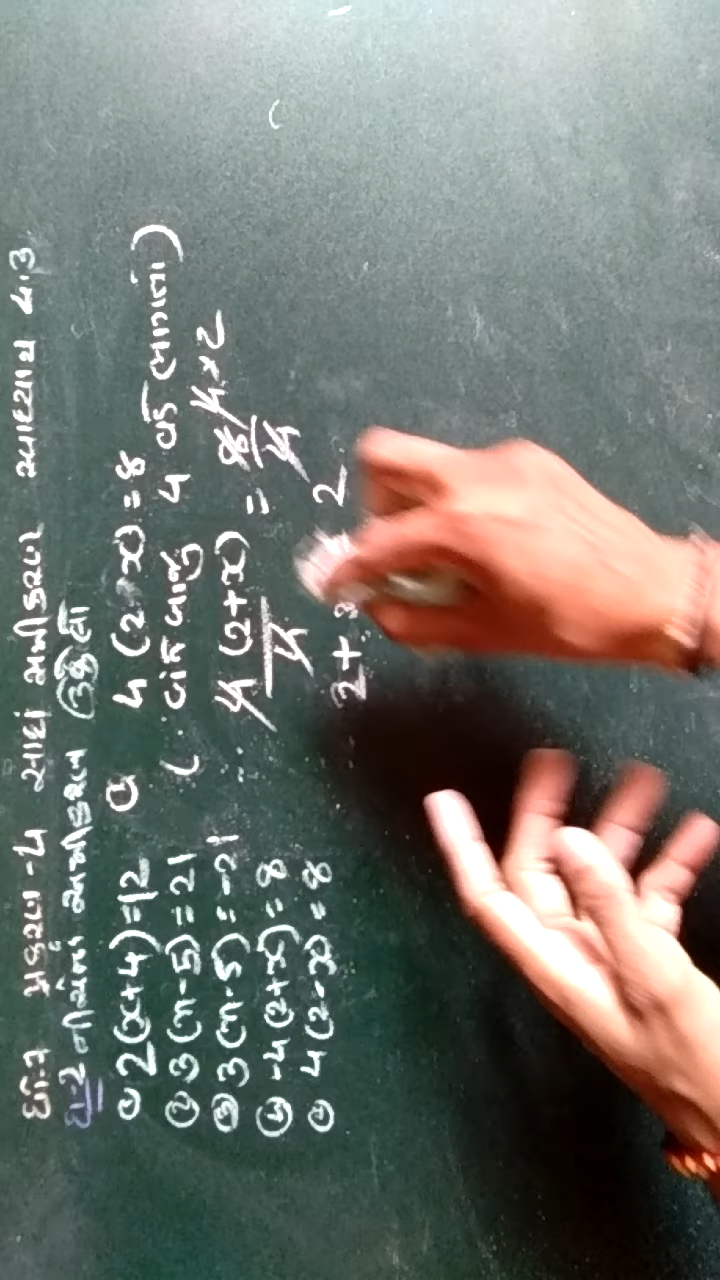 ધો-7 પ્રકરણ-4 સાદાં સમીકરણ સ્વાધ્યાય 4.3
દા-2 નીચેનાં સમીકરણ ઉકેલો
① 2(x+4)=12
② 3(n-5)=21
③ 3(n-5)=-21
④ -4(2+x)=8
4(2-x)=8
4(2 x)=8
(∴ બંને બાજુ 4 વડે ભાગતાં)
∴ 4(2+x)/4 = 8 4×2/4
2+ 2